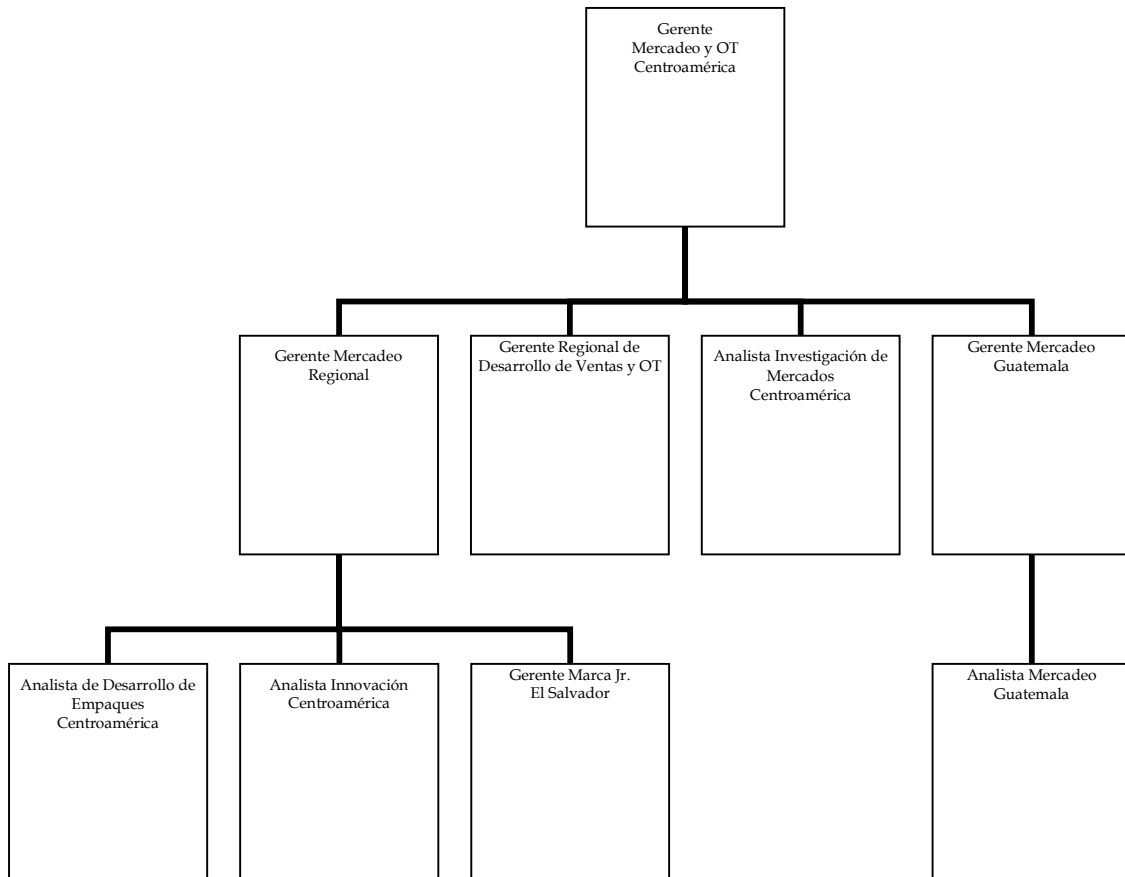 Gerente
Mercadeo y OT
Centroamérica
Gerente Mercadeo
Regional
Gerente Regional de
Desarrollo de Ventas y OT
Analista Investigación de
Mercados
Centroamérica
Gerente Mercadeo
Guatemala
Analista de Desarrollo de
Empaques
Centroamérica
Analista Innovación
Centroamérica
Gerente Marca Jr.
El Salvador
Analista Mercadeo
Guatemala